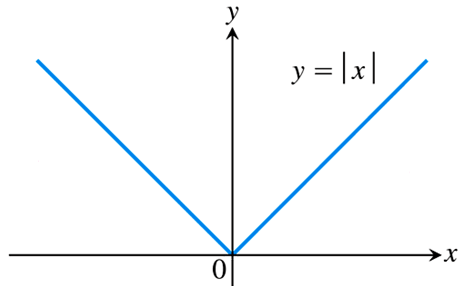 y
y = |x|
x
0